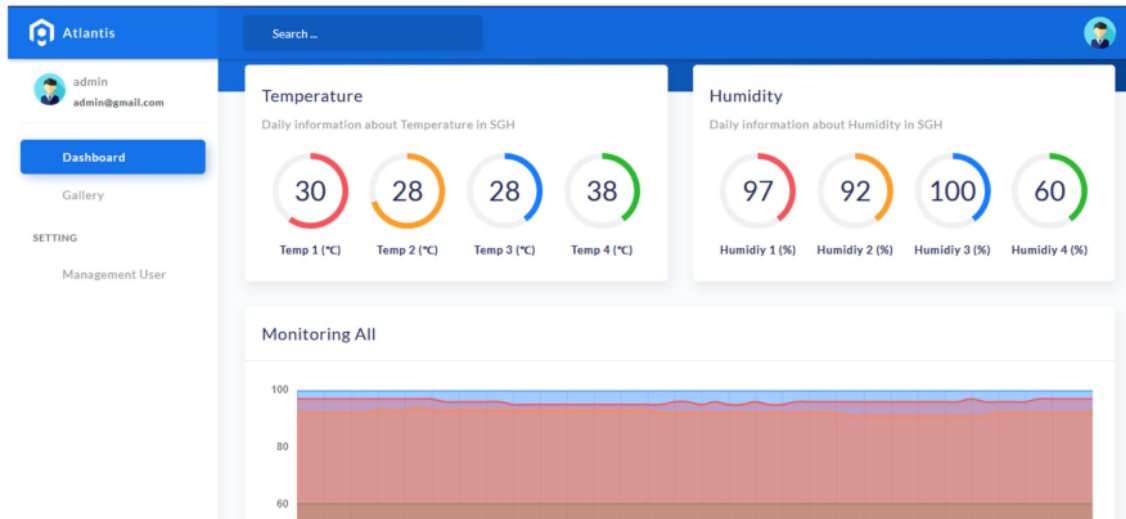 Atlantis
Search ...
admin
admin@gmail.com
Dashboard
Gallery
SETTING
Management User
Temperature
Daily information about Temperature in SGH
30 28 28 38
Temp 1 (℃) Temp 2 (℃) Temp 3 (℃) Temp 4 (℃)
Humidity
Daily information about Humidity in SGH
97 92 100 60
Humidiy 1 (%) Humidiy 2 (%) Humidiy 3 (%) Humidiy 4 (%)
Monitoring All
100
80
60